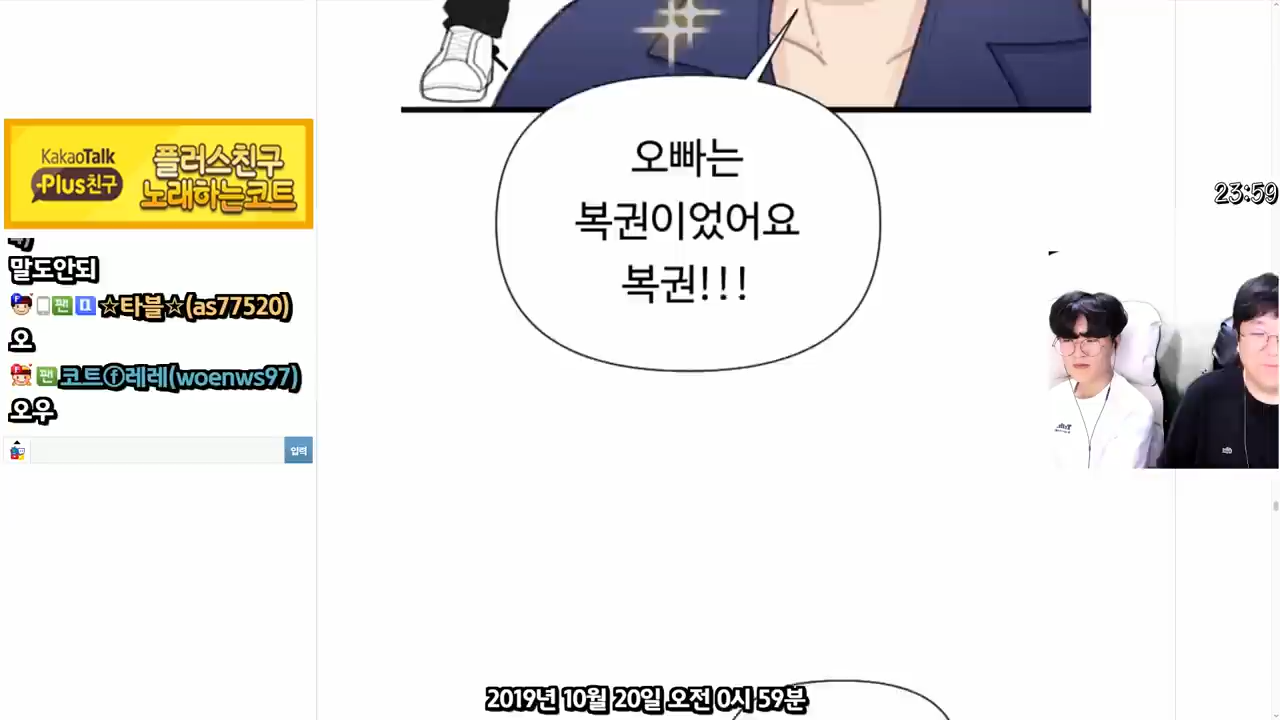 오빠는
복권이었어요
복권!!!
KakaoTalk
Plus친구
플러스친구
노래하는코트
말도안되
팬 ☆타블☆(as77520)
오
팬 코트ⓕ레레(woenws97)
오우
입력
23:59
2019년 10월 20일 오전 0시 59분